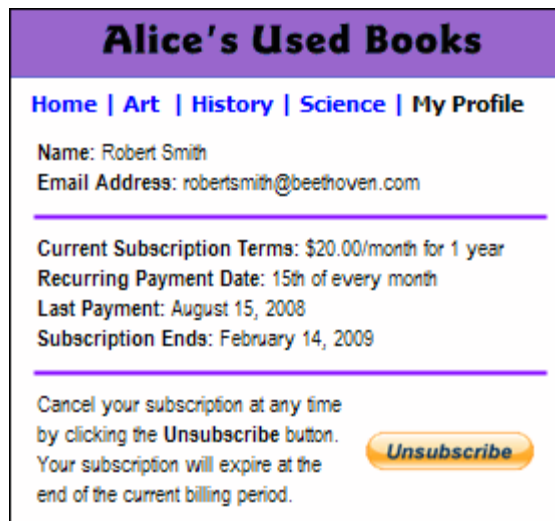 Alice's Used Books
Home | Art | History | Science | My Profile
Name: Robert Smith
Email Address: robertsmith@beethoven.com
Current Subscription Terms: $20.00/month for 1 year
Recurring Payment Date: 15th of every month
Last Payment: August 15, 2008
Subscription Ends: February 14, 2009
Cancel your subscription at any time
by clicking the Unsubscribe button.
Your subscription will expire at the
end of the current billing period.
Unsubscribe